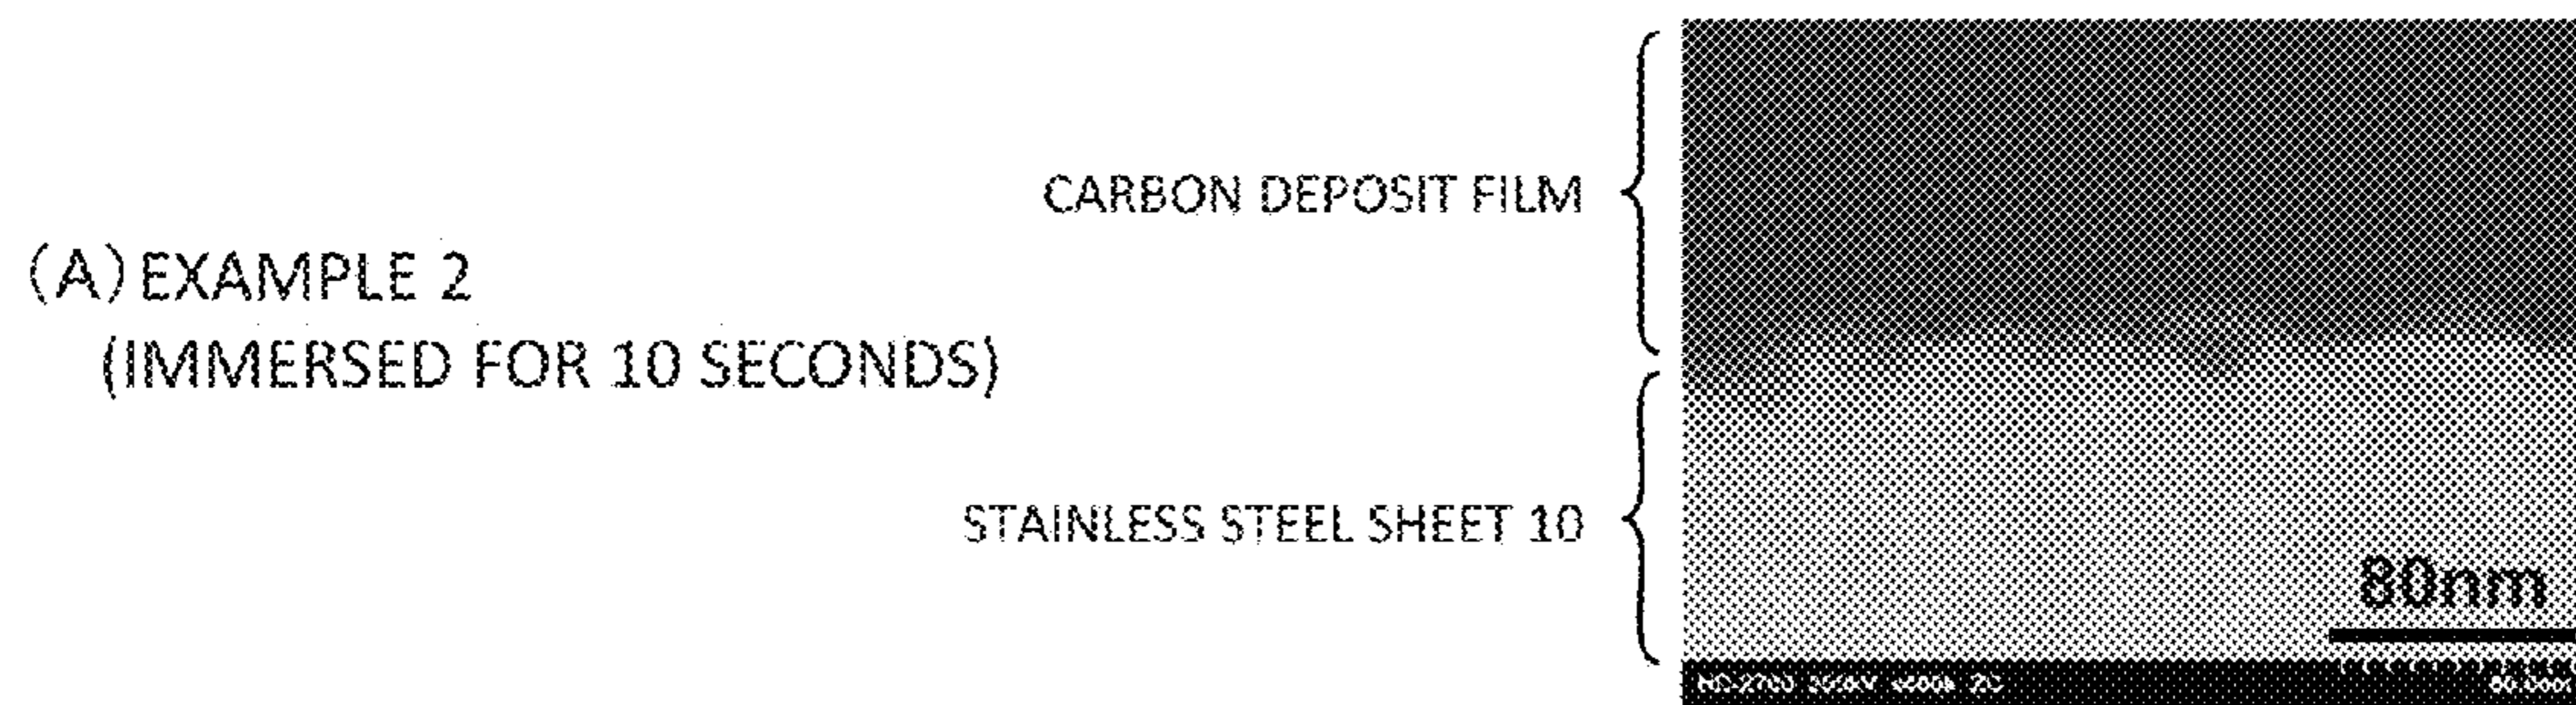 CARBON DEPOSIT FILM
(A) EXAMPLE 2
(IMMERSED FOR 10 SECONDS)
STAINLESS STEEL SHEET 10
80nm